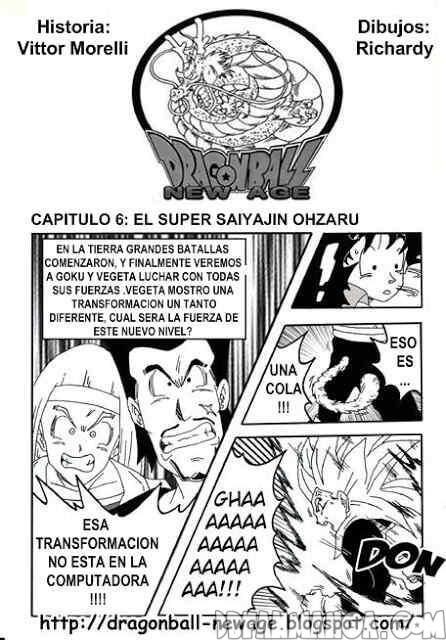 Historia:
Vittor Morelli
Dibujos:
Richardy
DRAGONBALL
NEW AGE
CAPITULO 6: EL SUPER SAIYAJIN OHZARU
EN LA TIERRA GRANDES BATALLAS
COMENZARON, Y FINALMENTE VEREMOS
A GOKU Y VEGETA LUCHAR CON TODAS
SUS FUERZAS .VEGETA MOSTRO UNA
TRANSFORMACION UN TANTO
DIFERENTE, CUAL SERA LA FUERZA DE
ESTE NUEVO NIVEL?
!
ESO
ES
...
UNA
COLA
!!!
ESA
TRANSFORMACION
NO ESTA EN LA
COMPUTADORA
!!!!
GHAA
AAAAA
AAAAA
AAAAA
AA!!!
DON
http://dragonball-newage.blogspot.com/